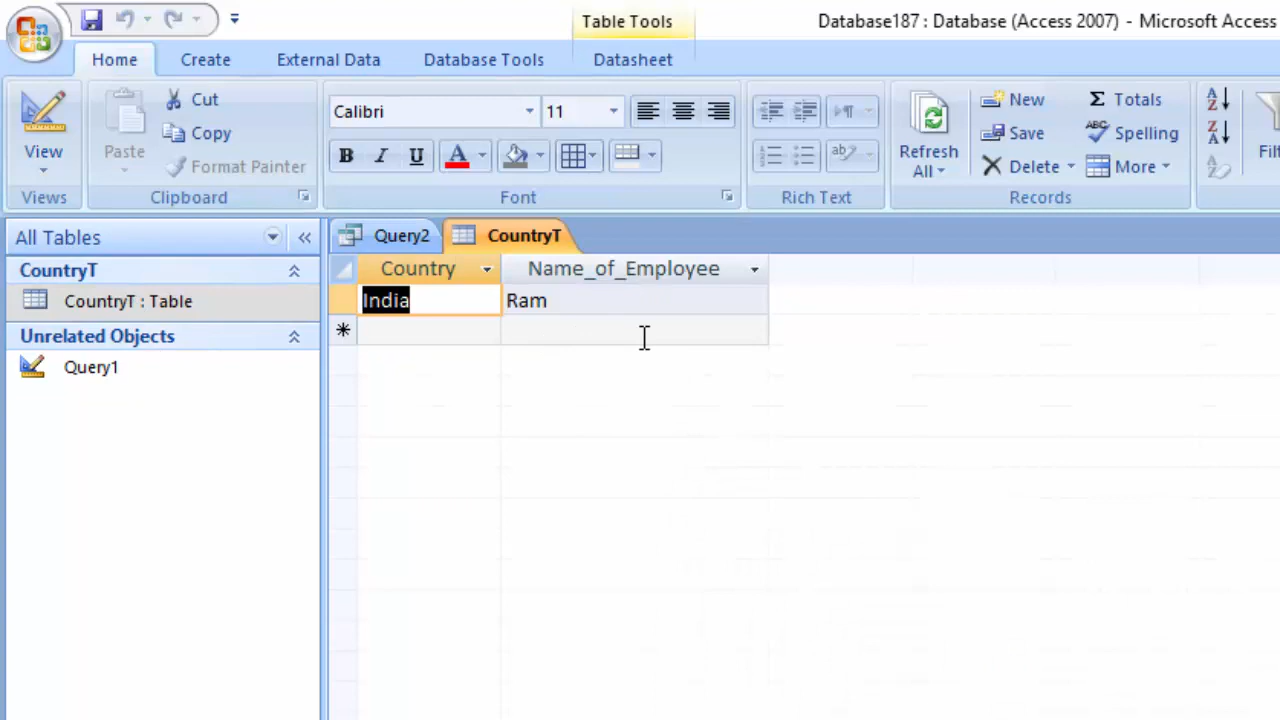 Table Tools
Database187 : Database (Access 2007) - Microsoft Access
Home Create External Data Database Tools Datasheet
View
Views
Paste
Cut
Copy
Format Painter
Clipboard
Calibri 11
B I U A
Font
Rich Text
Refresh
All
New
Save
Delete
Σ Totals
ABC Spelling
More
Records
A
Z
Z
A
A
Z
Filt
All Tables
CountryT
CountryT : Table
Unrelated Objects
Query1
Query2 CountryT
Country Name_of_Employee
India Ram